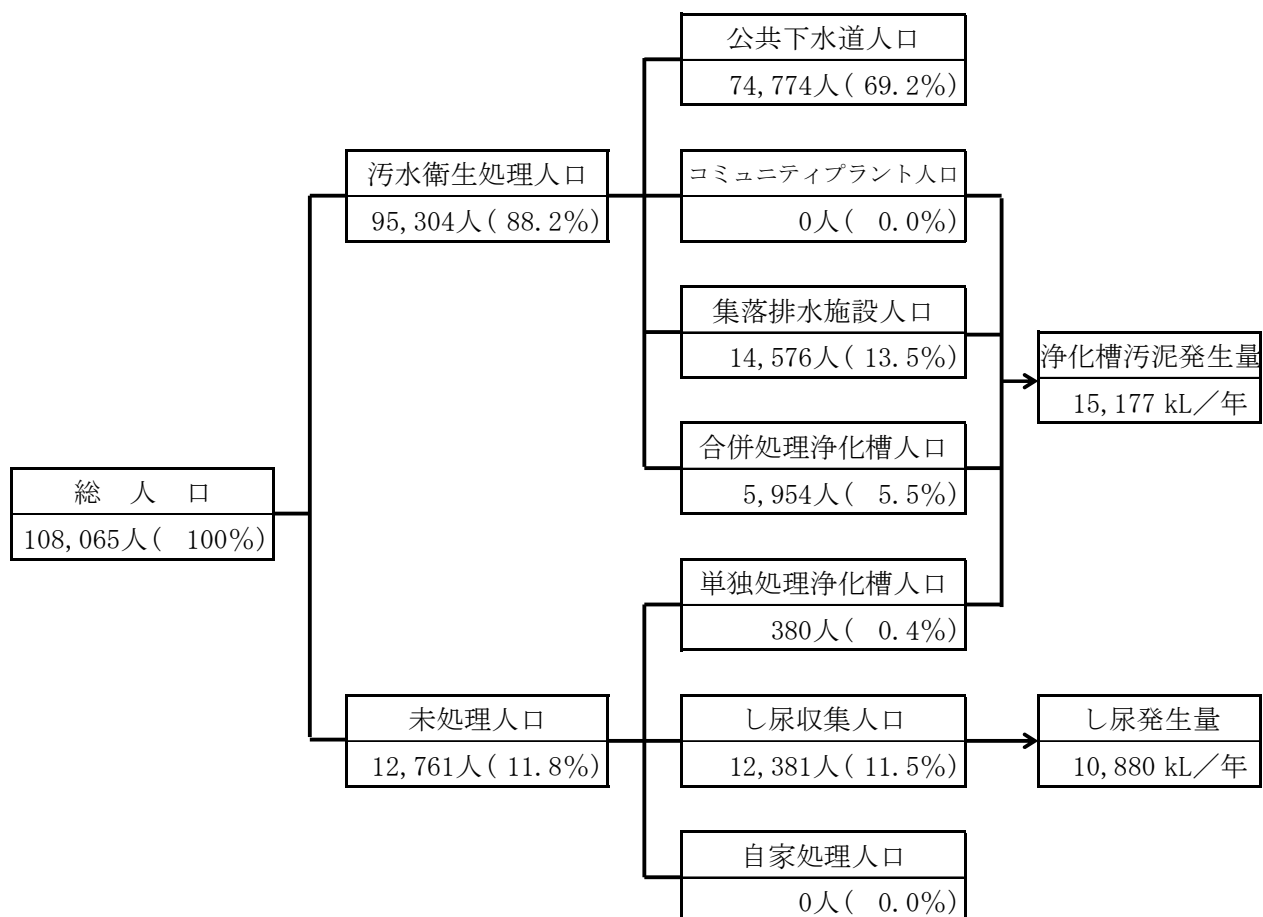 公共下水道人口
74,774人( 69.2%)
汚水衛生処理人口
95,304人( 88.2%)
コミュニティプラント人口
0人(  0.0%)
集落排水施設人口
14,576人( 13.5%)
浄化槽汚泥発生量
15,177 kL/年
合併処理浄化槽人口
5,954人(  5.5%)
総　人　口
108,065人(  100%)
単独処理浄化槽人口
380人(  0.4%)
未処理人口
12,761人( 11.8%)
し尿収集人口
12,381人( 11.5%)
し尿発生量
10,880 kL/年
自家処理人口
0人(  0.0%)